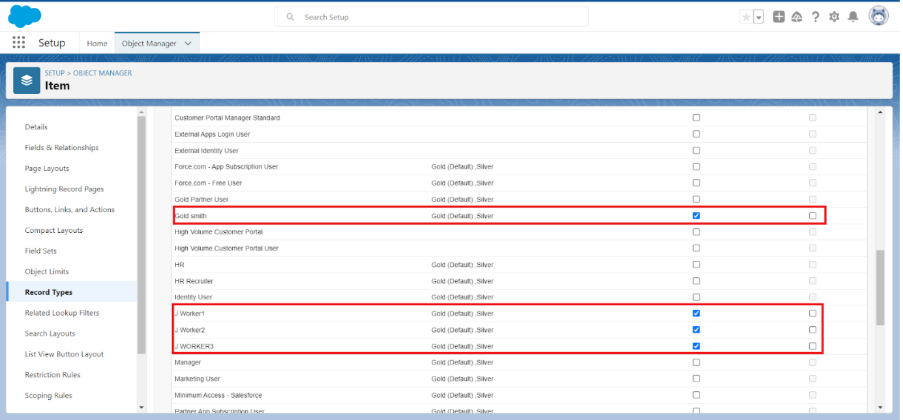 Search Setup
Setup Home Object Manager
SETUP > OBJECT MANAGER
Item
Details
Fields & Relationships
Page Layouts
Lightning Record Pages
Buttons, Links, and Actions
Compact Layouts
Field Sets
Object Limits
Record Types
Related Lookup Filters
Search Layouts
List View Button Layout
Restriction Rules
Scoping Rules
Customer Portal Manager Standard
External Apps Login User
External Identity User
Force.com - App Subscription User Gold (Default) ,Silver
Force.com - Free User Gold (Default) ,Silver
Gold Partner User
Gold smith Gold (Default) ,Silver
High Volume Customer Portal
High Volume Customer Portal User
HR Gold (Default) ,Silver
HR Recruiter Gold (Default) ,Silver
Identity User
J Worker1 Gold (Default) ,Silver
J Worker2 Gold (Default) ,Silver
J WORKER3 Gold (Default) ,Silver
Manager Gold (Default) ,Silver
Marketing User Gold (Default) ,Silver
Minimum Access - Salesforce Gold (Default) ,Silver
Partner App Subscription User Gold (Default) ,Silver